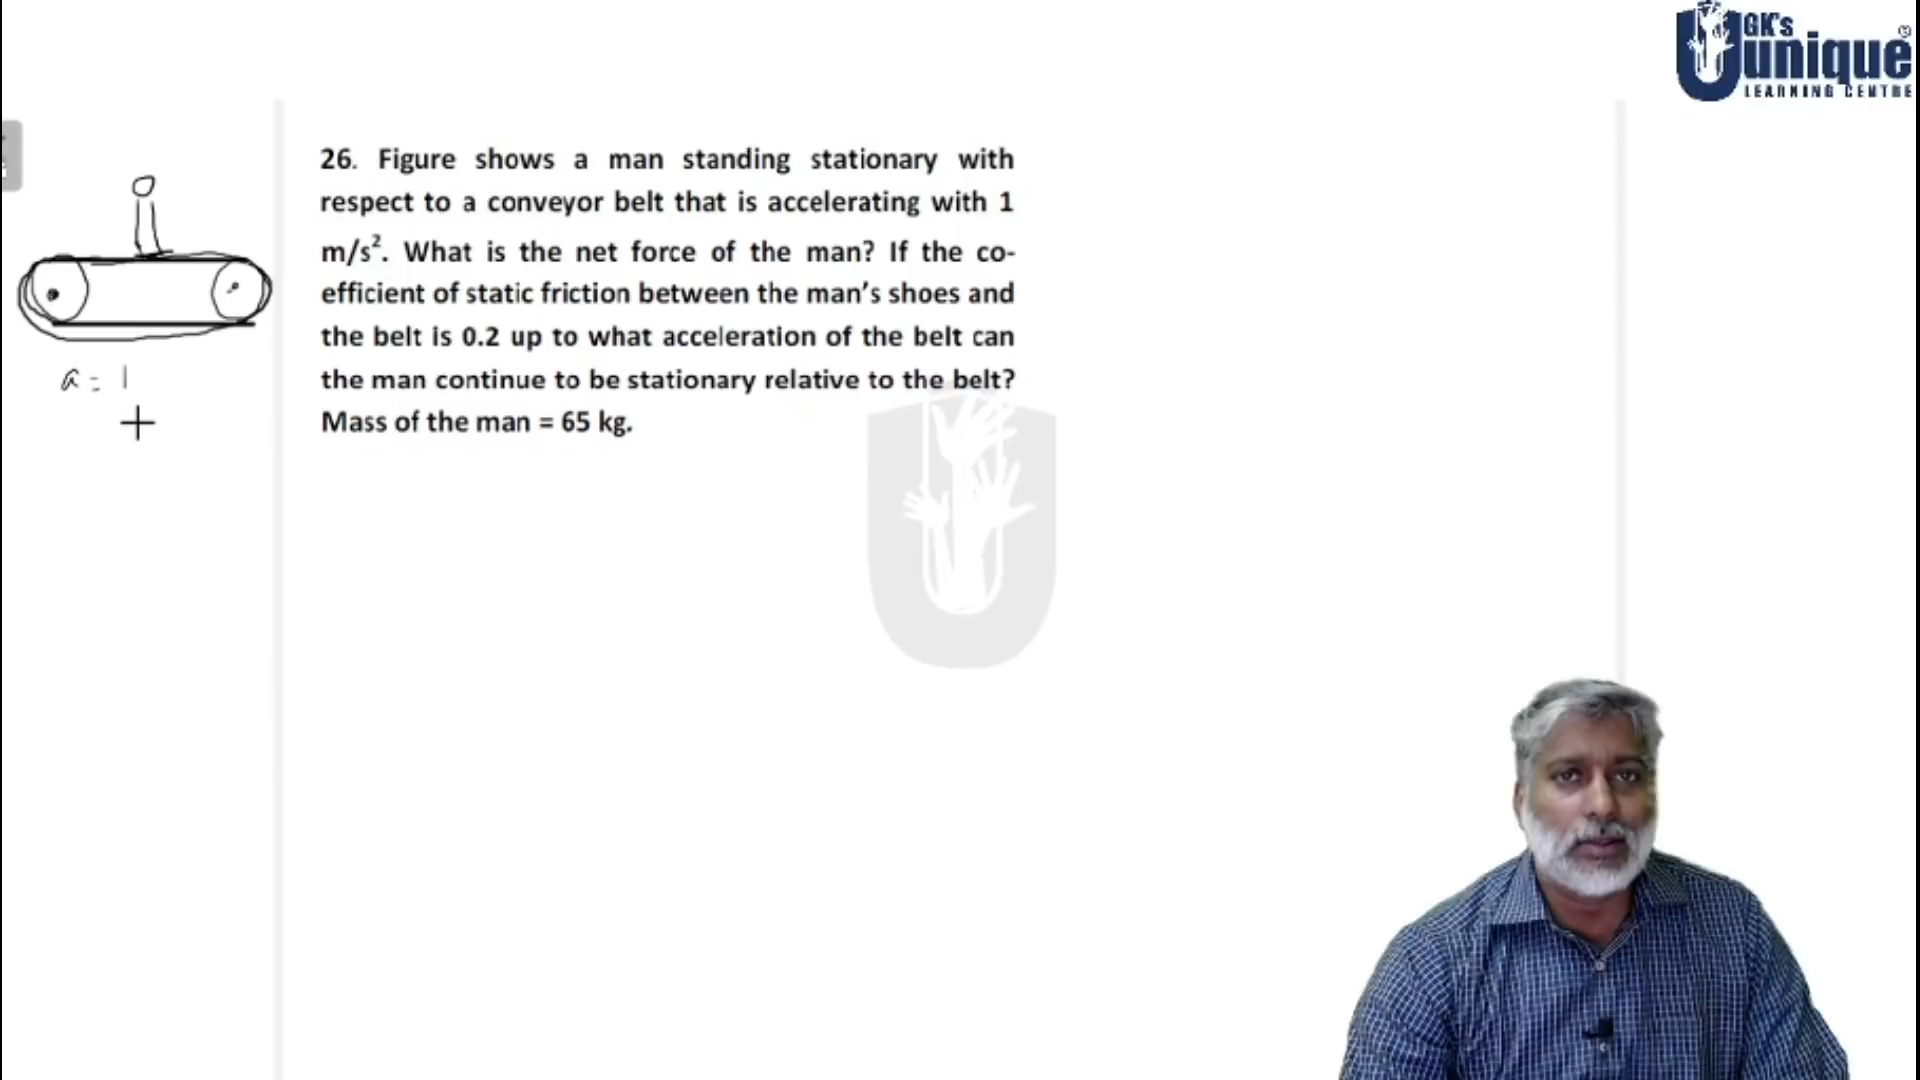 GK's
unique
LEARNING CENTRE
26. Figure shows a man standing stationary with
respect to a conveyor belt that is accelerating with 1
m/s². What is the net force of the man? If the co-
efficient of static friction between the man's shoes and
the belt is 0.2 up to what acceleration of the belt can
the man continue to be stationary relative to the belt?
Mass of the man = 65 kg.
a = 1